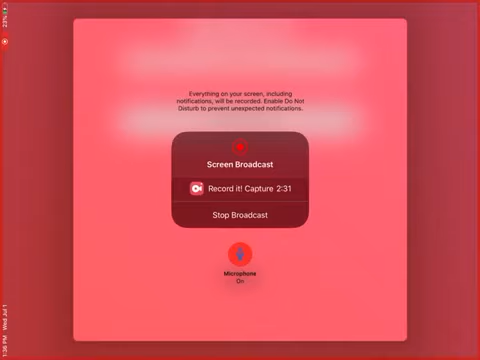 23%
Everything on your screen, including
notifications, will be recorded. Enable Do Not
Disturb to prevent unexpected notifications.
Screen Broadcast
Record it! Capture 2:31
Stop Broadcast
Microphone
On
1:36 PM Wed Jul 1